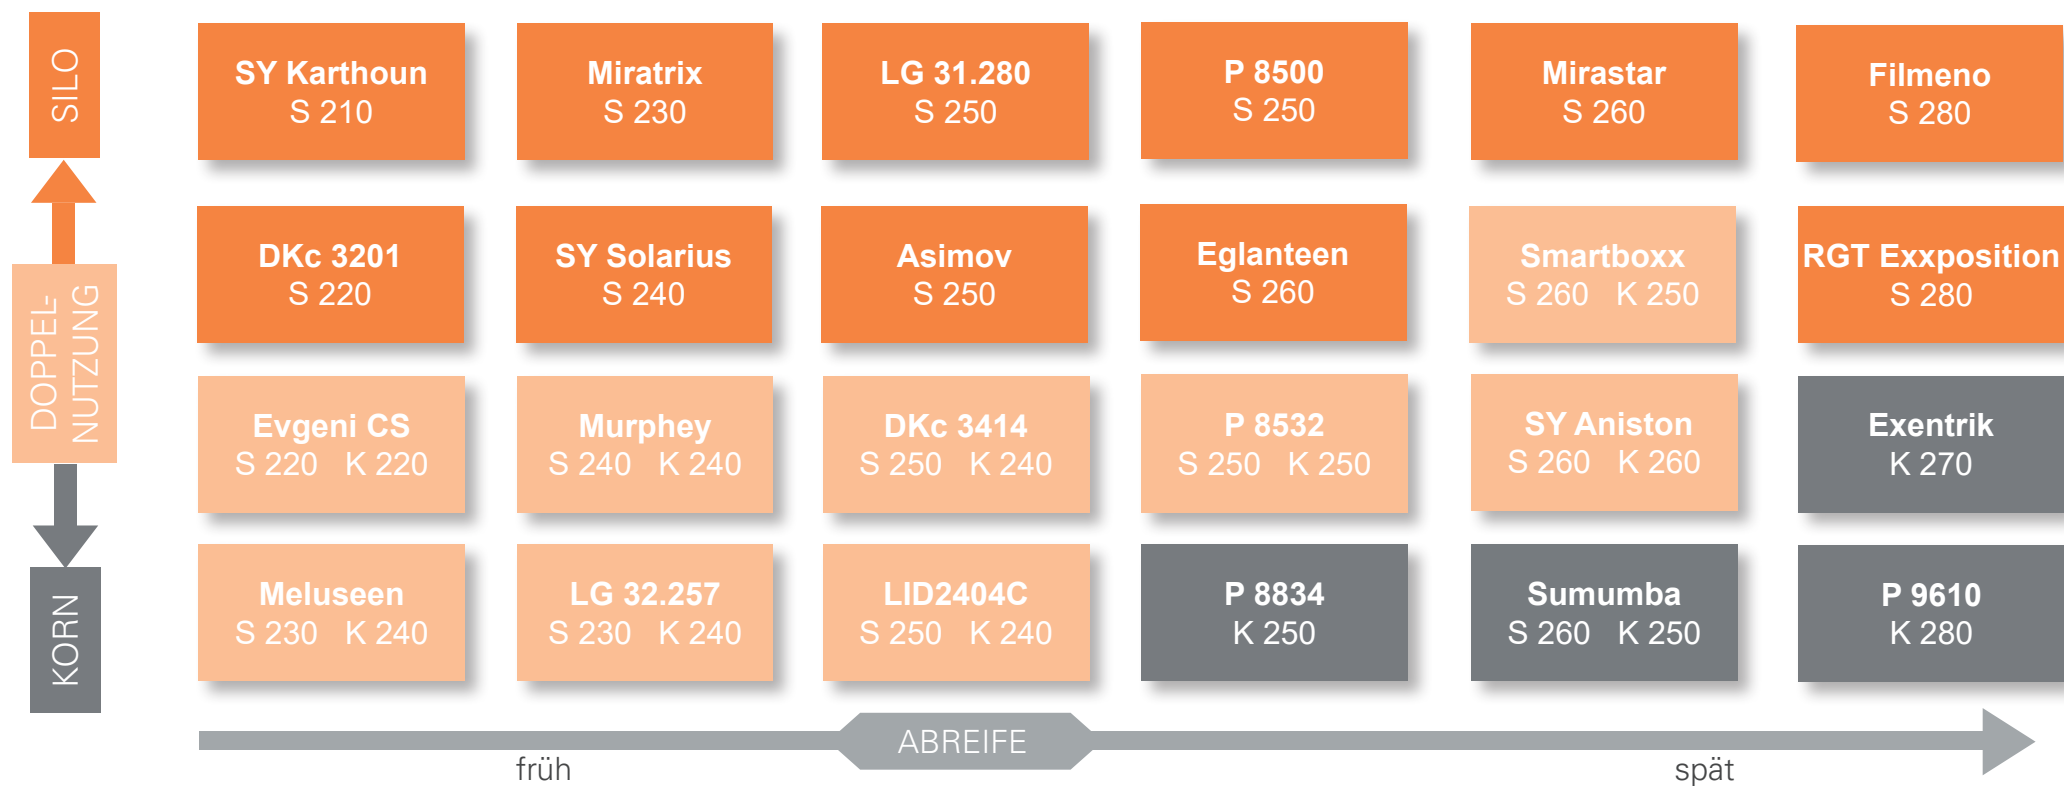 SILO
DOPPEL-
NUTZUNG
KORN
SY Karthoun
S 210
Miratrix
S 230
LG 31.280
S 250
P 8500
S 250
Mirastar
S 260
Filmeno
S 280
DKc 3201
S 220
SY Solarius
S 240
Asimov
S 250
Eglanteen
S 260
Smartboxx
S 260 K 250
RGT Exxposition
S 280
Evgeni CS
S 220 K 220
Murphey
S 240 K 240
DKc 3414
S 250 K 240
P 8532
S 250 K 250
SY Aniston
S 260 K 260
Exentrik
K 270
Meluseen
S 230 K 240
LG 32.257
S 230 K 240
LID2404C
S 250 K 240
P 8834
K 250
Sumumba
S 260 K 250
P 9610
K 280
ABREIFE
früh
spät